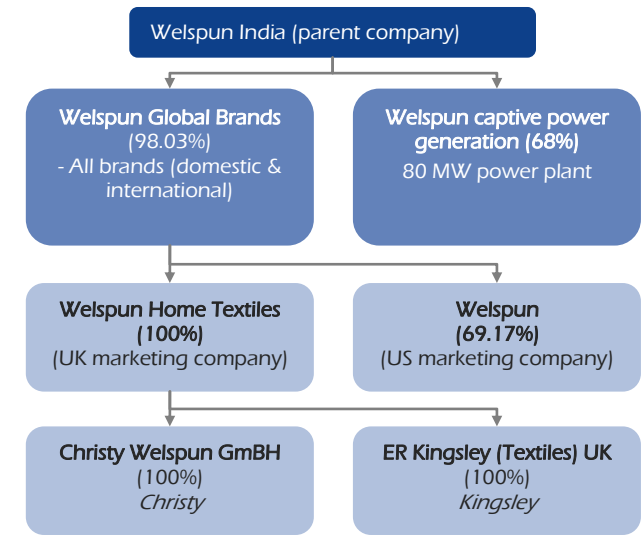 Welspun India (parent company)
Welspun Global Brands
(98.03%)
- All brands (domestic &
international)
Welspun captive power
generation (68%)
80 MW power plant
Welspun Home Textiles
(100%)
(UK marketing company)
Welspun
(69.17%)
(US marketing company)
Christy Welspun GmBH
(100%)
Christy
ER Kingsley (Textiles) UK
(100%)
Kingsley